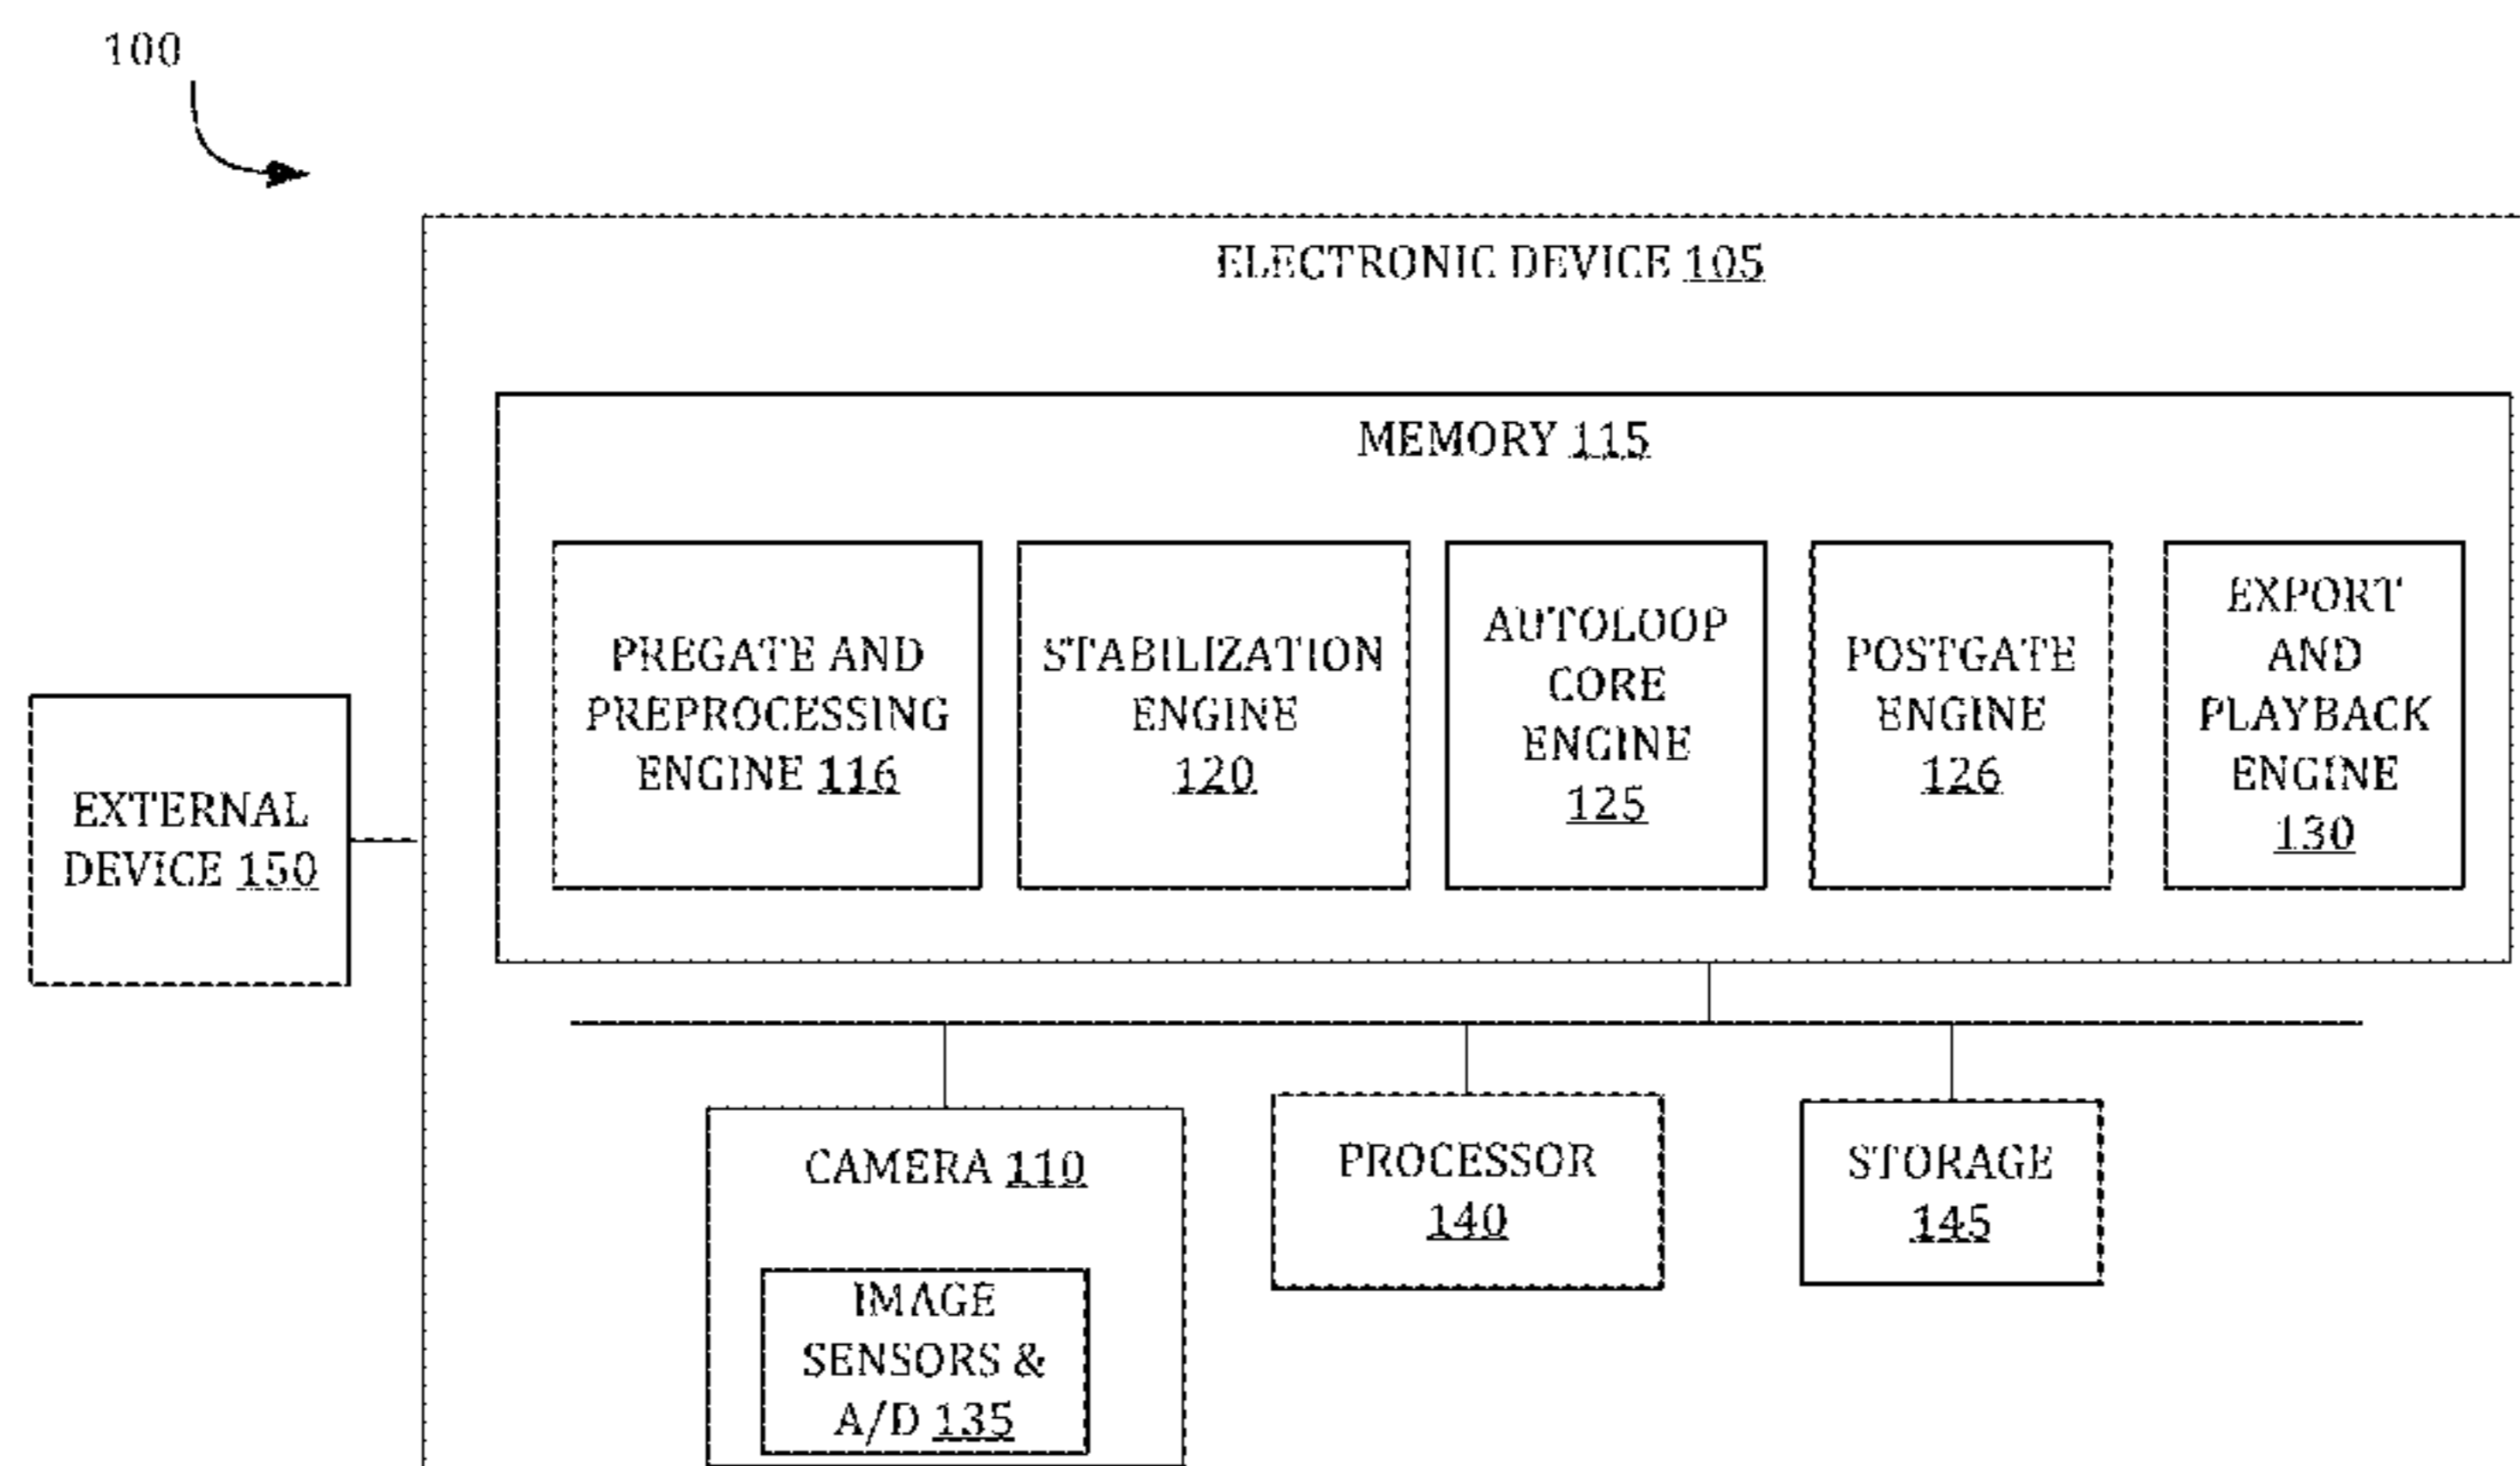 100
ELECTRONIC DEVICE 105
MEMORY 115
PREGATE AND
PREPROCESSING
ENGINE 116
STABILIZATION
ENGINE
120
AUTOLOOP
CORE
ENGINE
125
POSTGATE
ENGINE
126
EXPORT
AND
PLAYBACK
ENGINE
130
EXTERNAL
DEVICE 150
CAMERA 110
IMAGE
SENSORS &
A/D 135
PROCESSOR
140
STORAGE
145